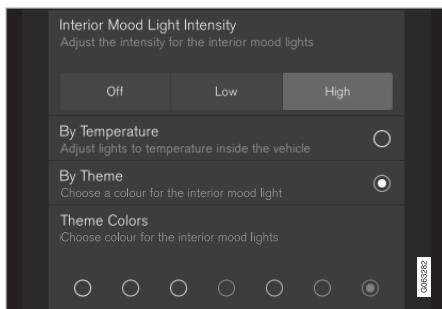 Interior Mood Light Intensity
Adjust the intensity for the interior mood lights
Off Low High
By Temperature
Adjust lights to temperature inside the vehicle
By Theme
Choose a colour for the interior mood light
Theme Colors
Choose colour for the interior mood lights
G063282